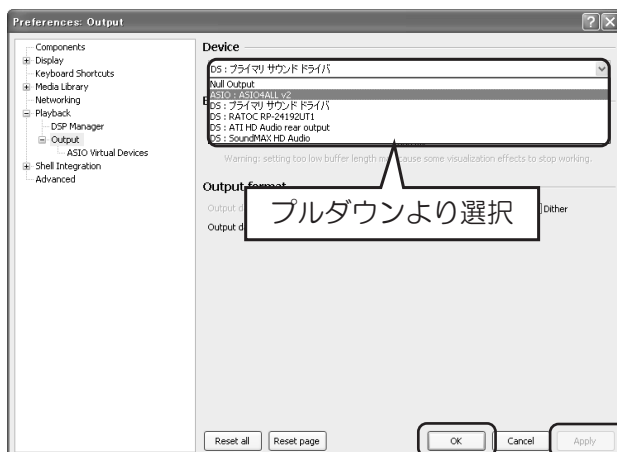 Preferences: Output
Components
Display
Keyboard Shortcuts
Media Library
Networking
Playback
DSP Manager
Output
ASIO Virtual Devices
Shell Integration
Advanced
Device
DS : プライマリ サウンド ドライバ
Null Output
ASIO : ASIO4ALL v2
DS : プライマリ サウンド ドライバ
DS : RATOC RP-24192UT1
DS : ATI HD Audio rear output
DS : SoundMAX HD Audio
Warning: setting too low buffer length cause some visualization effects to stop working.
Output format
Output d
Dither
Output d
プルダウンより選択
Reset all
Reset page
OK
Cancel
Apply